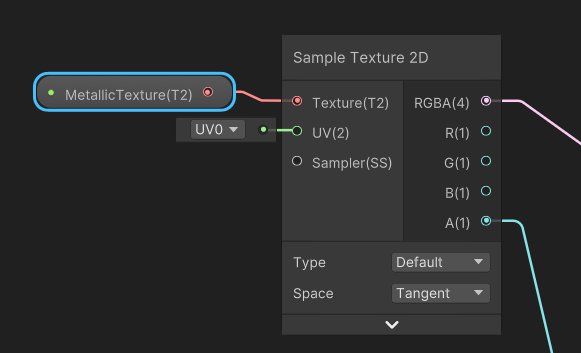 Sample Texture 2D
MetallicTexture(T2)
Texture(T2)
RGBA(4)
UV0
UV(2)
R(1)
Sampler(SS)
G(1)
B(1)
A(1)
Type
Default
Space
Tangent